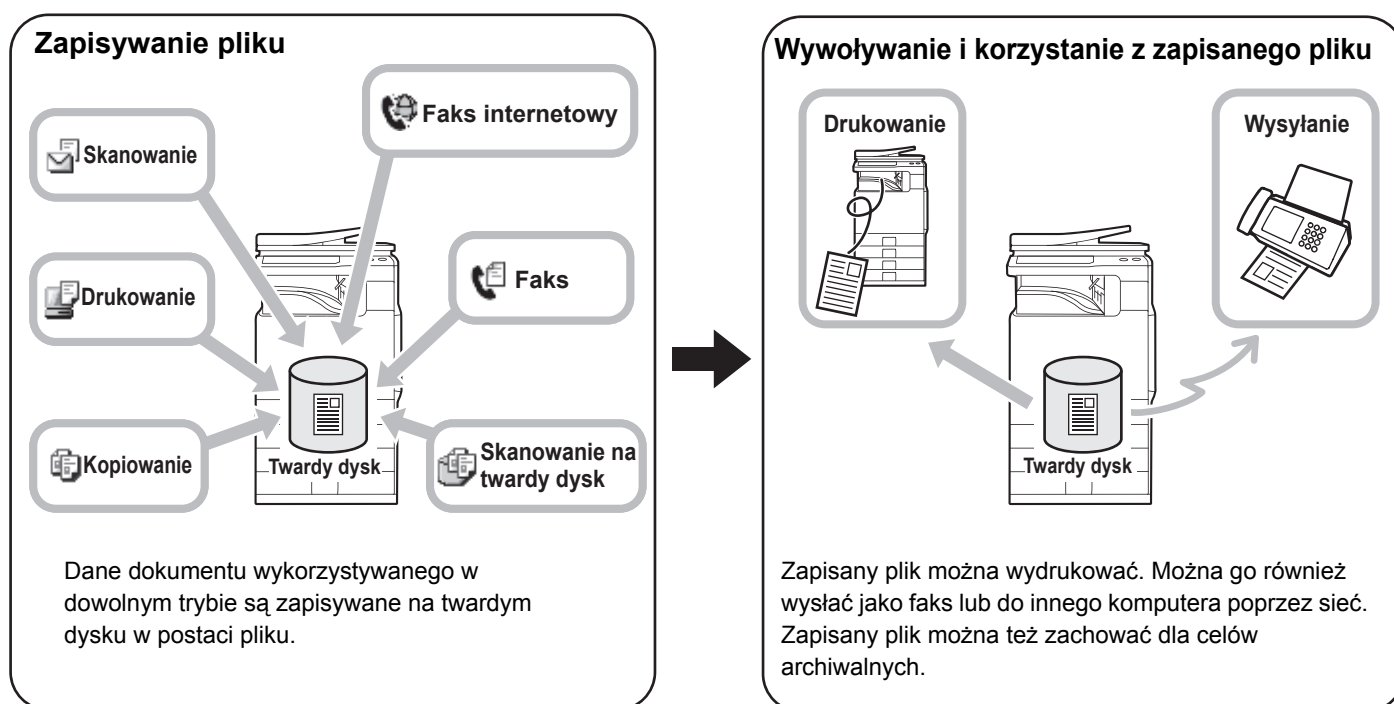 Zapisywanie pliku
Faks internetowy
Skanowanie
Drukowanie
Faks
Kopiowanie
Twardy dysk
Skanowanie na
twardy dysk
Dane dokumentu wykorzystywanego w
dowolnym trybie są zapisywane na twardym
dysku w postaci pliku.
Wywoływanie i korzystanie z zapisanego pliku
Drukowanie
Wysyłanie
Twardy dysk
Zapisany plik można wydrukować. Można go również
wysłać jako faks lub do innego komputera poprzez sieć.
Zapisany plik można też zachować dla celów
archiwalnych.